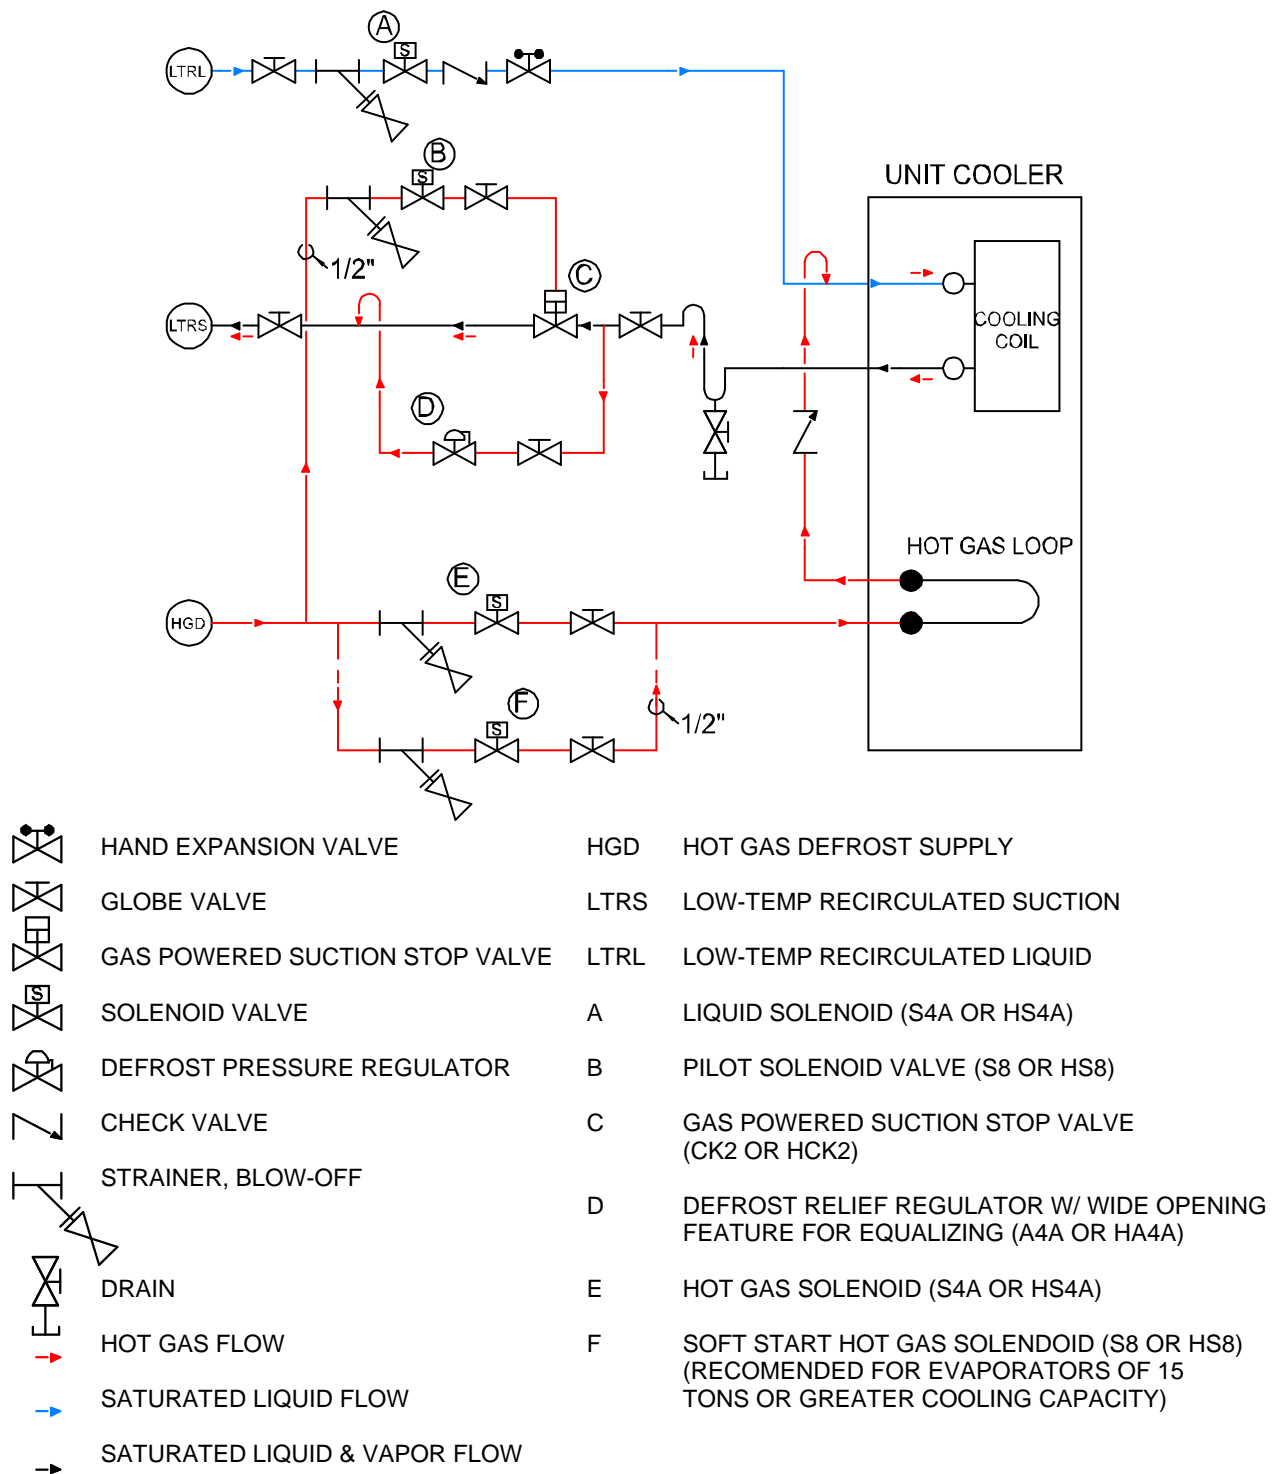 A
S
LTRL
B
S
UNIT COOLER
1/2"
C
LTRS
COOLING
COIL
D
HOT GAS LOOP
E
S
HGD
F
S
1/2"
HAND EXPANSION VALVE
GLOBE VALVE
GAS POWERED SUCTION STOP VALVE
S
SOLENOID VALVE
DEFROST PRESSURE REGULATOR
CHECK VALVE
STRAINER, BLOW-OFF
DRAIN
HOT GAS FLOW
SATURATED LIQUID FLOW
SATURATED LIQUID & VAPOR FLOW
HGD HOT GAS DEFROST SUPPLY
LTRS LOW-TEMP RECIRCULATED SUCTION
LTRL LOW-TEMP RECIRCULATED LIQUID
A LIQUID SOLENOID (S4A OR HS4A)
B PILOT SOLENOID VALVE (S8 OR HS8)
C GAS POWERED SUCTION STOP VALVE
(CK2 OR HCK2)
D DEFROST RELIEF REGULATOR W/ WIDE OPENING
FEATURE FOR EQUALIZING (A4A OR HA4A)
E HOT GAS SOLENOID (S4A OR HS4A)
F SOFT START HOT GAS SOLENDOID (S8 OR HS8)
(RECOMENDED FOR EVAPORATORS OF 15
TONS OR GREATER COOLING CAPACITY)